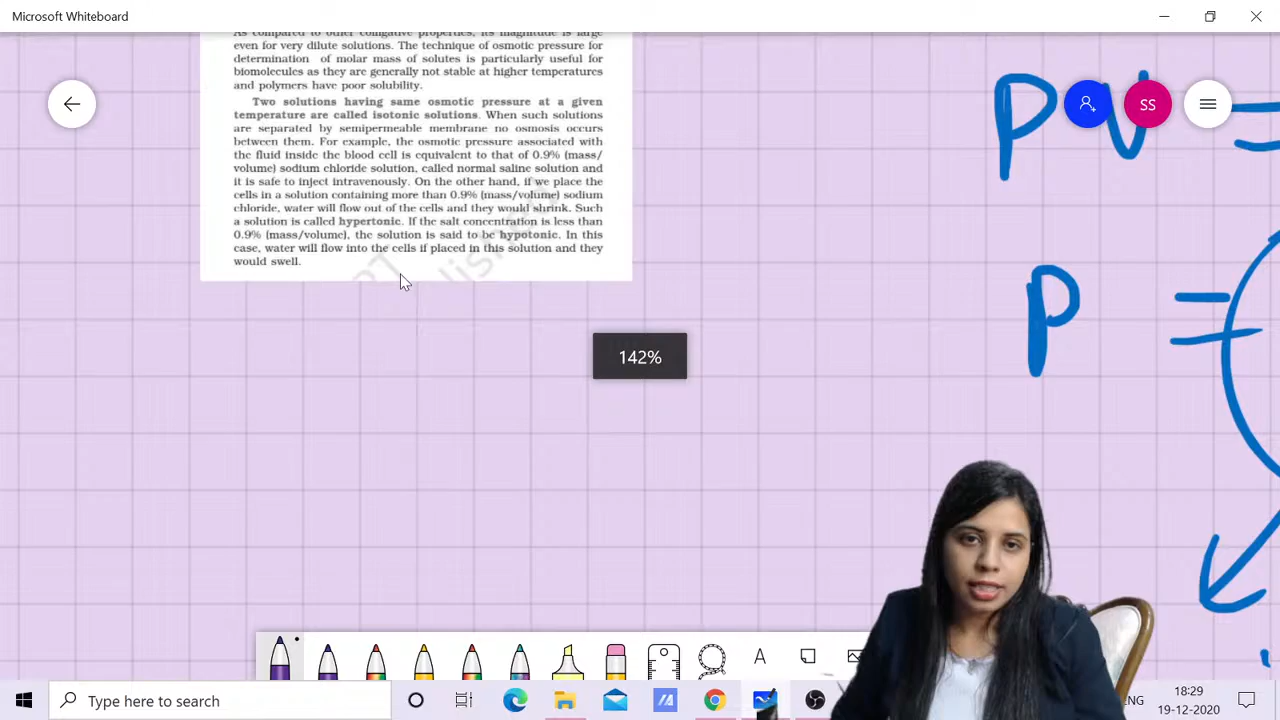 Microsoft Whiteboard
As compared to other colligative properties, its magnitude is large
even for very dilute solutions. The technique of osmotic pressure for
determination of molar mass of solutes is particularly useful for
biomolecules as they are generally not stable at higher temperatures
and polymers have poor solubility.
Two solutions having same osmotic pressure at a given
temperature are called isotonic solutions. When such solutions
are separated by semipermeable membrane no osmosis occurs
between them. For example, the osmotic pressure associated with
the fluid inside the blood cell is equivalent to that of 0.9% (mass/
volume) sodium chloride solution, called normal saline solution and
it is safe to inject intravenously. On the other hand, if we place the
cells in a solution containing more than 0.9% (mass/volume) sodium
chloride, water will flow out of the cells and they would shrink. Such
a solution is called hypertonic. If the salt concentration is less than
0.9% (mass/volume), the solution is said to be hypotonic. In this
case, water will flow into the cells if placed in this solution and they
would swell.
SS
PV =
P =
142%
A
Type here to search
ENG
18:29
19-12-2020